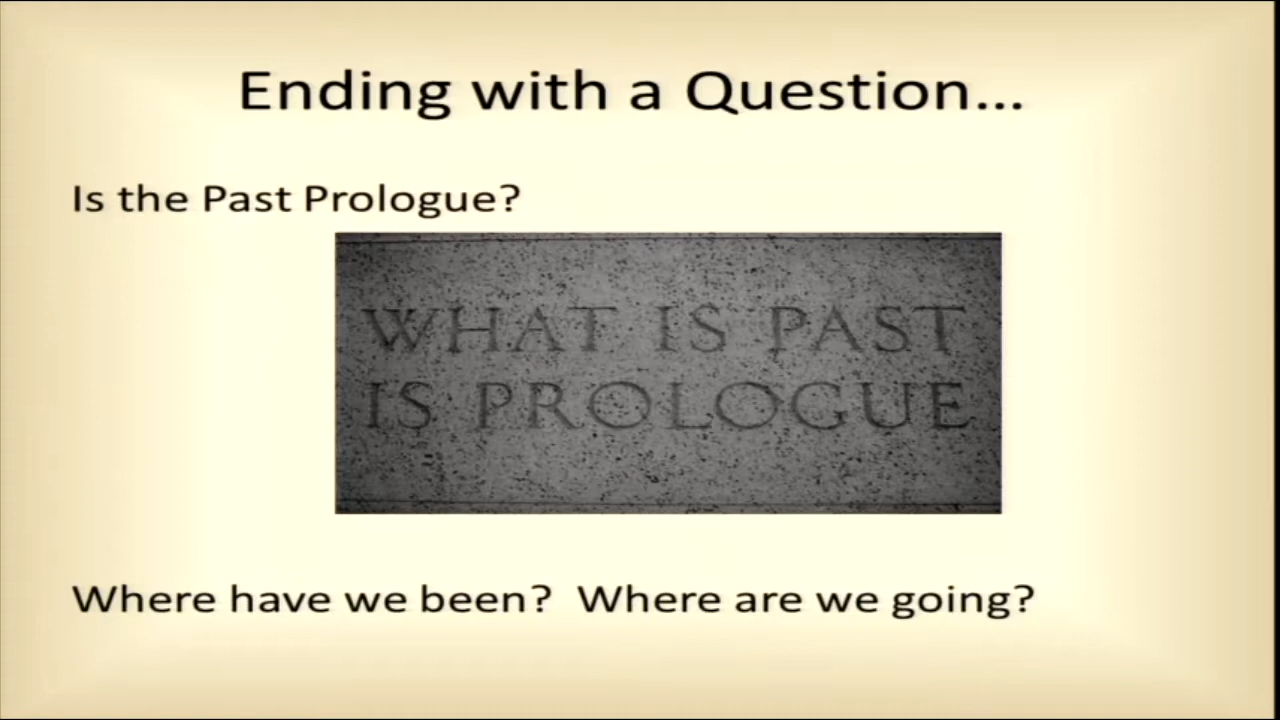 Ending with a Question...
Is the Past Prologue?
WHAT IS PAST
IS PROLOGUE
Where have we been? Where are we going?